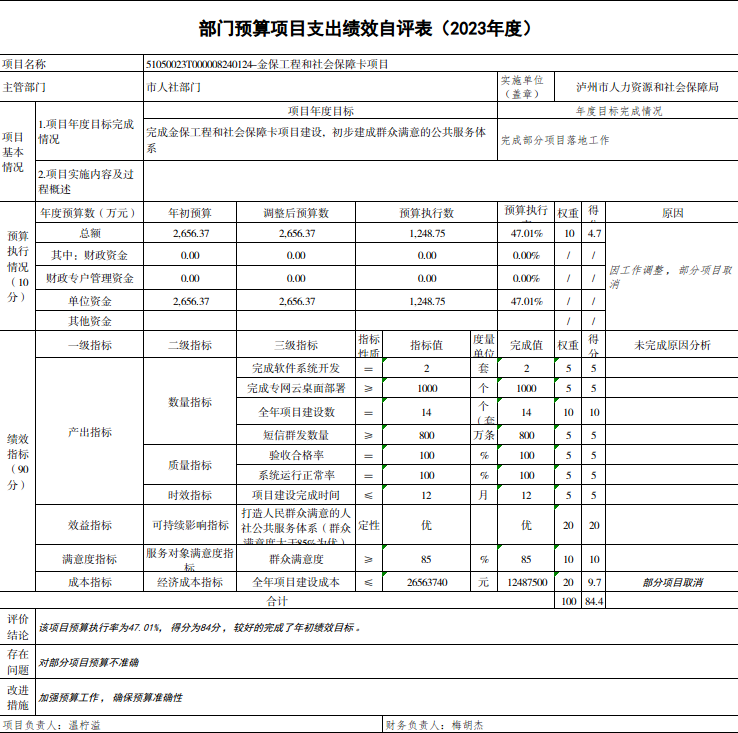 部门预算项目支出绩效自评表（2023年度）
项目名称 51050023T000008240124-金保工程和社会保障卡项目
主管部门 市人社部门 实施单位（盖章） 泸州市人力资源和社会保障局
项目基本情况 1.项目年度目标完成情况 项目年度目标 年度目标完成情况
完成金保工程和社会保障卡项目建设，初步建成群众满意的公共服务体系 完成部分项目落地工作
2.项目实施内容及过程概述
预算执行情况（10分） 年度预算数（万元） 年初预算 调整后预算数 预算执行数 预算执行 权重 得 原因
总额 2,656.37 2,656.37 1,248.75 47.01% 10 4.7 因工作调整，部分项目取消
其中：财政资金 0.00 0.00 0.00 0.00% / /
财政专户管理资金 0.00 0.00 0.00 0.00% / /
单位资金 2,656.37 2,656.37 1,248.75 47.01% / /
其他资金 / /
绩效指标（90分） 一级指标 二级指标 三级指标 指标性质 指标值 度量单位 完成值 权重 得分 未完成原因分析
产出指标 数量指标 完成软件系统开发 ＝ 2 套 2 5 5
完成专网云桌面部署 ≥ 1000 个 1000 5 5
全年项目建设数 ＝ 14 个（套 14 10 10
短信群发数量 ≥ 800 万条 800 5 5
质量指标 验收合格率 ＝ 100 % 100 5 5
系统运行正常率 ＝ 100 % 100 5 5
时效指标 项目建设完成时间 ≤ 12 月 12 5 5
效益指标 可持续影响指标 打造人民群众满意的人社公共服务体系（群众满意度大于85%为优） 定性 优 优 20 20
满意度指标 服务对象满意度指标 群众满意度 ≥ 85 % 85 10 10
成本指标 经济成本指标 全年项目建设成本 ≤ 26563740 元 12487500 20 9.7 部分项目取消
合计 100 84.4
评价结论 该项目预算执行率为47.01%，得分为84分，较好的完成了年初绩效目标。
存在问题 对部分项目预算不准确
改进措施 加强预算工作，确保预算准确性
项目负责人：温柠溢 财务负责人：梅胡杰